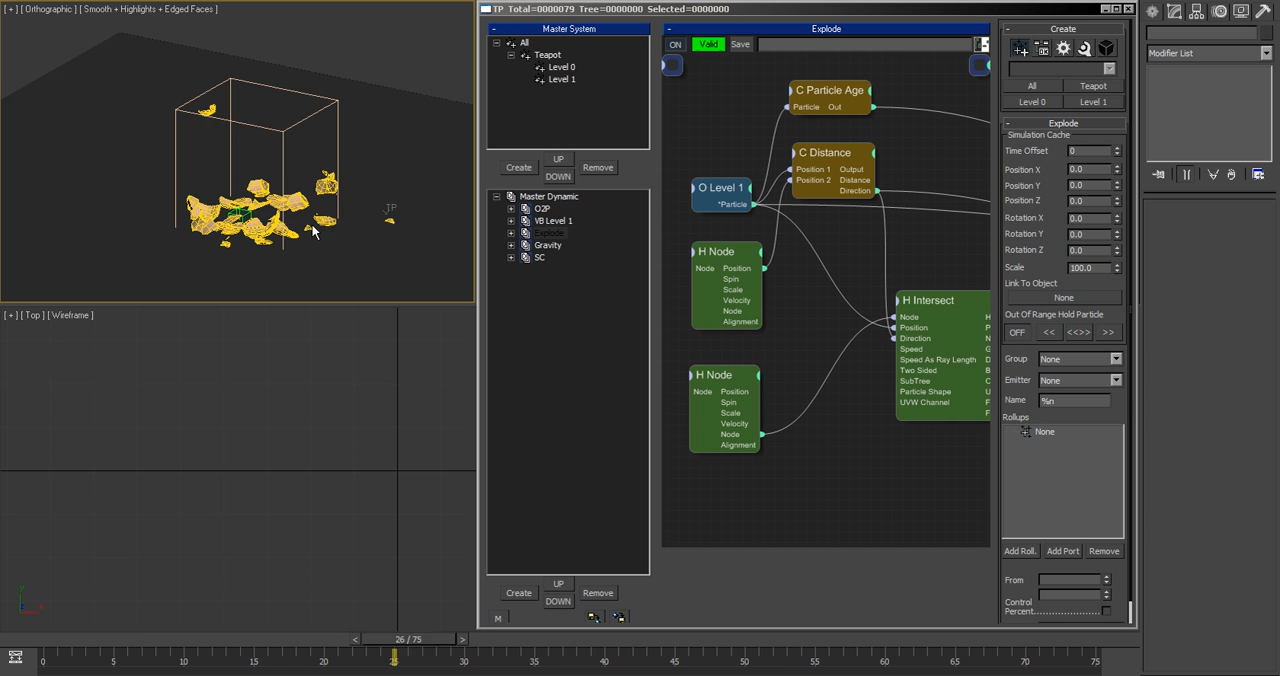 [ + ] [ Orthographic ] [ Smooth + Highlights + Edged Faces ]
TP
[ + ] [ Top ] [ Wireframe ]
TP Total=0000079 Tree=0000000 Selected=0000000
Master System
All
Teapot
Level 0
Level 1
Create
UP
DOWN
Remove
Master Dynamic
O2P
VB Level 1
Explode
Gravity
SC
Create
UP
DOWN
Remove
M
Explode
ON
Valid
Save
C Particle Age
Particle Out
C Distance
Position 1 Output
Position 2 Distance
Direction
O Level 1
*Particle
H Node
Node Position
Spin
Scale
Velocity
Node
Alignment
H Node
Node Position
Spin
Scale
Velocity
Node
Alignment
H Intersect
Node H
Position P
Direction N
Speed G
Speed As Ray Length D
Two Sided B
SubTree C
Particle Shape U
UVW Channel F
F
Create
All Teapot
Level 0 Level 1
Explode
Simulation Cache
Time Offset 0
Position X 0.0
Position Y 0.0
Position Z 0.0
Rotation X 0.0
Rotation Y 0.0
Rotation Z 0.0
Scale 100.0
Link To Object
None
Out Of Range Hold Particle
OFF << <<>> >>
Group None
Emitter None
Name %n
Rollups
None
Add Roll. Add Port Remove
From
Control
Percent
Modifier List
< 26 / 75 >
0 5 10 15 20 25 30 35 40 45 50 55 60 65 70 75